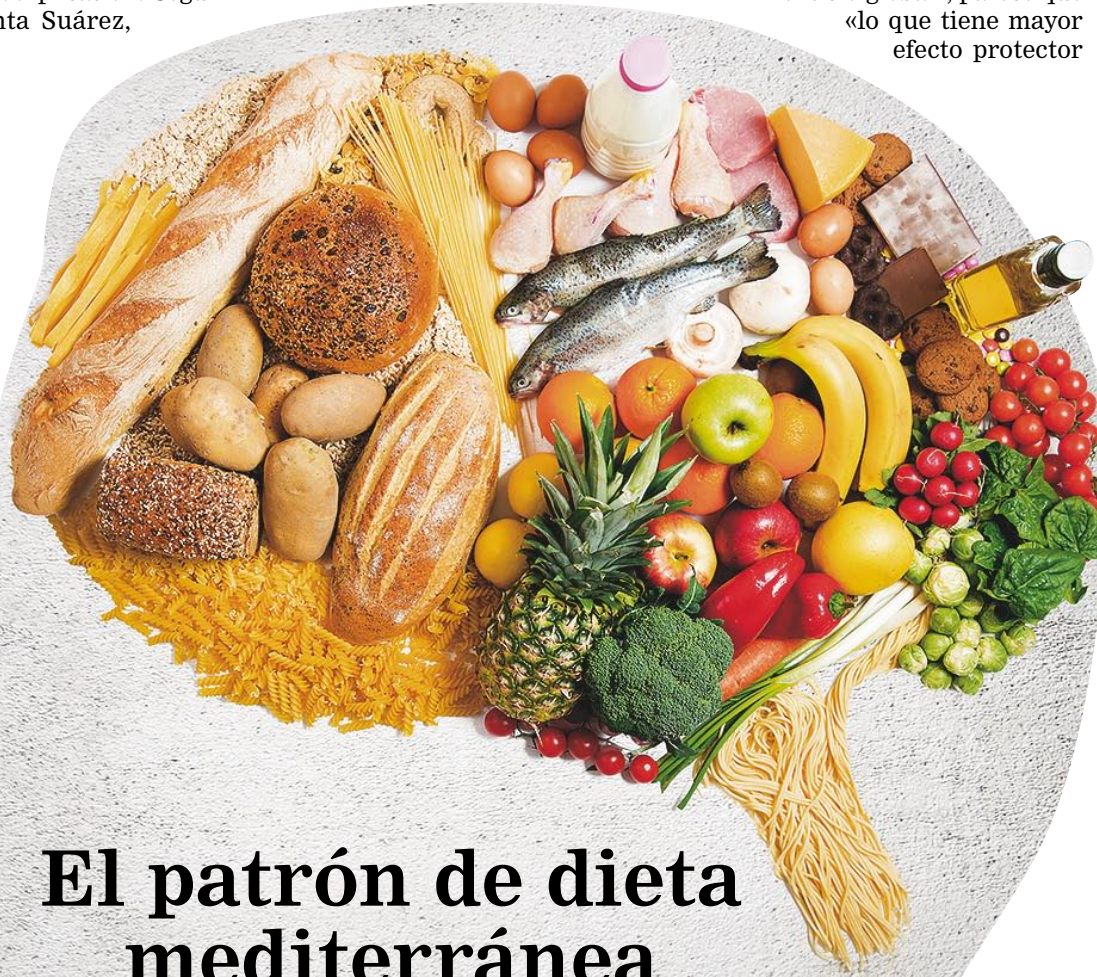 nta Suárez,
«lo que tiene mayor
efecto protector
El patrón de dieta
mediterránea